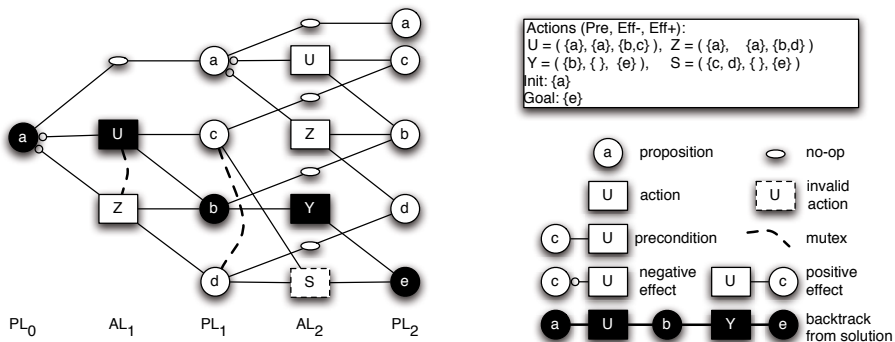 a
a
U
c
a
U
c
Z
b
Z
b
Y
d
d
S
e
PL0
AL1
PL1
AL2
PL2
Actions (Pre, Eff-, Eff+):
U = ( {a}, {a}, {b,c} ), Z = ( {a}, {a}, {b,d} )
Y = ( {b}, { }, {e} ), S = ( {c, d}, { }, {e} )
Init: {a}
Goal: {e}
a proposition
no-op
U action
U invalid action
c U precondition
mutex
c U negative effect
U c positive effect
a U b Y e backtrack from solution